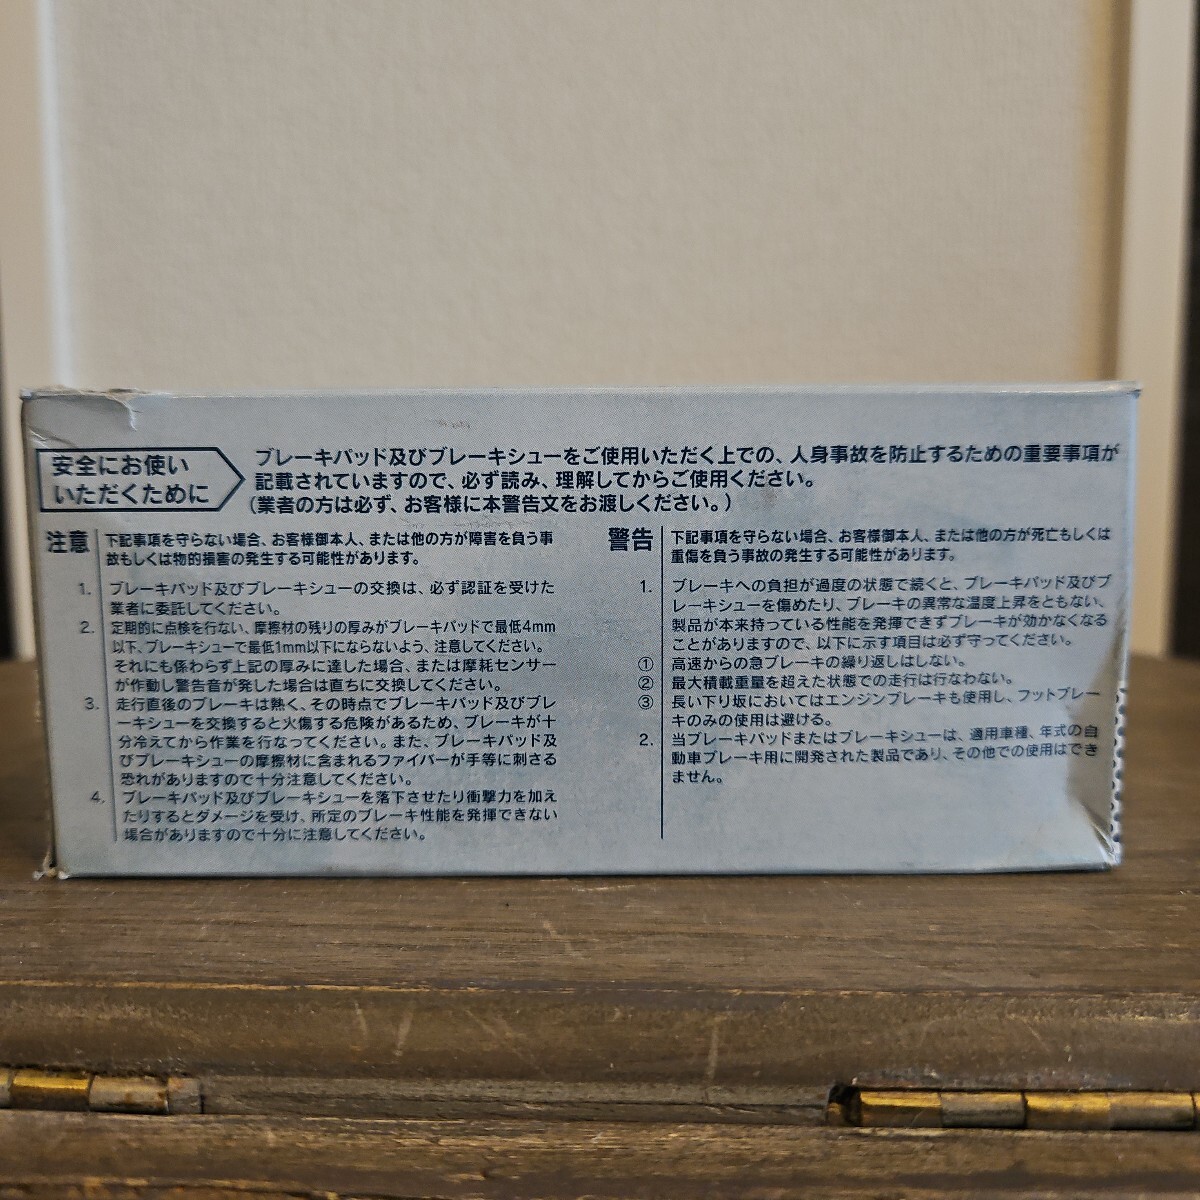 安全にお使い
いただくために
ブレーキパッド及びブレーキシューをご使用いただく上での、人身事故を防止するための重要事項が
記載されていますので、必ず読み、理解してからご使用ください。
(業者の方は必ず、お客様に本警告文をお渡しください。)
注意
下記事項を守らない場合、お客様御本人、または他の方が障害を負う事
故もしくは物的損害の発生する可能性があります。
1. ブレーキパッド及びブレーキシューの交換は、必ず認証を受けた
業者に委託してください。
2. 定期的に点検を行ない、摩擦材の残りの厚みがブレーキパッドで最低4mm
以下、ブレーキシューで最低1mm以下にならないよう、注意してください。
それにも係わらず上記の厚みに達した場合、または摩耗センサー
が作動し警告音が発した場合は直ちに交換してください。
3. 走行直後のブレーキは熱く、その時点でブレーキパッド及びブレ
ーキシューを交換すると火傷する危険があるため、ブレーキが十
分冷えてから作業を行なってください。また、ブレーキパッド及
びブレーキシューの摩擦材に含まれるファイバーが手等に刺さる
恐れがありますので十分注意してください。
4. ブレーキパッド及びブレーキシューを落下させたり衝撃力を加え
たりするとダメージを受け、所定のブレーキ性能を発揮できない
場合がありますので十分に注意してください。
警告
下記事項を守らない場合、お客様御本人、または他の方が死亡もしくは
重傷を負う事故の発生する可能性があります。
1. ブレーキへの負担が過度の状態で続くと、ブレーキパッド及びブ
レーキシューを傷めたり、ブレーキの異常な温度上昇をともない、
製品が本来持っている性能を発揮できずブレーキが効かなくなる
ことがありますので、以下に示す項目は必ず守ってください。
① 高速からの急ブレーキの繰り返しはしない。
② 最大積載重量を超えた状態での走行は行なわない。
③ 長い下り坂においてはエンジンブレーキも使用し、フットブレー
キのみの使用は避ける。
2. 当ブレーキパッドまたはブレーキシューは、適用車種、年式の自
動車ブレーキ用に開発された製品であり、その他での使用はでき
ません。